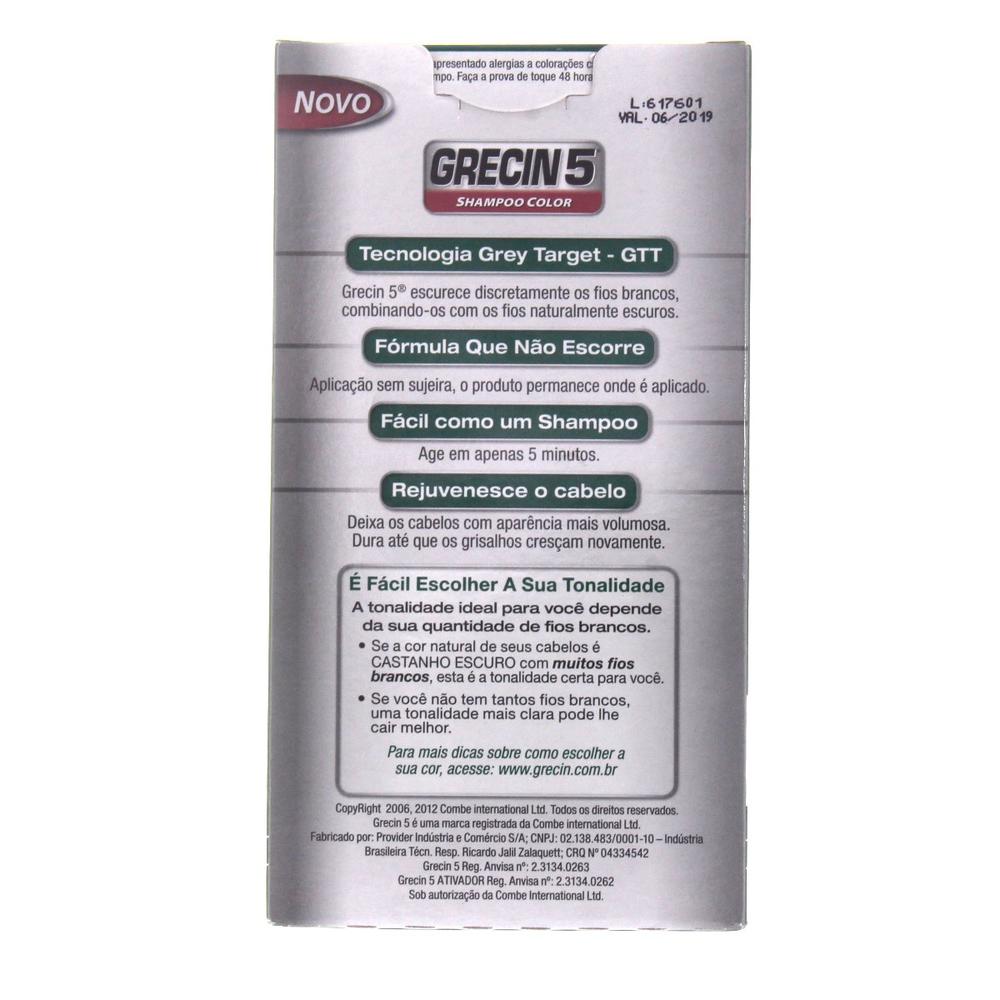 presentado alergias a colorações
mpo. Faça a prova de toque 48 hora
NOVO
L:617601
VAL. 06/2019
GRECIN 5
SHAMPOO COLOR
Tecnologia Grey Target - GTT
Grecin 5® escurece discretamente os fios brancos,
combinando-os com os fios naturalmente escuros.
Fórmula Que Não Escorre
Aplicação sem sujeira, o produto permanece onde é aplicado.
Fácil como um Shampoo
Age em apenas 5 minutos.
Rejuvenesce o cabelo
Deixa os cabelos com aparência mais volumosa.
Dura até que os grisalhos cresçam novamente.
É Fácil Escolher A Sua Tonalidade
A tonalidade ideal para você depende
da sua quantidade de fios brancos.
• Se a cor natural de seus cabelos é
CASTANHO ESCURO com muitos fios
brancos, esta é a tonalidade certa para você.
• Se você não tem tantos fios brancos,
uma tonalidade mais clara pode lhe
cair melhor.
Para mais dicas sobre como escolher a
sua cor, acesse: www.grecin.com.br
CopyRight 2006, 2012 Combe international Ltd. Todos os direitos reservados.
Grecin 5 é uma marca registrada da Combe international Ltd.
Fabricado por: Provider Indústria e Comércio S/A; CNPJ: 02.138.483/0001-10 – Indústria
Brasileira Técn. Resp. Ricardo Jalil Zalaquett; CRQ Nº 04334542
Grecin 5 Reg. Anvisa nº: 2.3134.0263
Grecin 5 ATIVADOR Reg. Anvisa nº: 2.3134.0262
Sob autorização da Combe International Ltd.